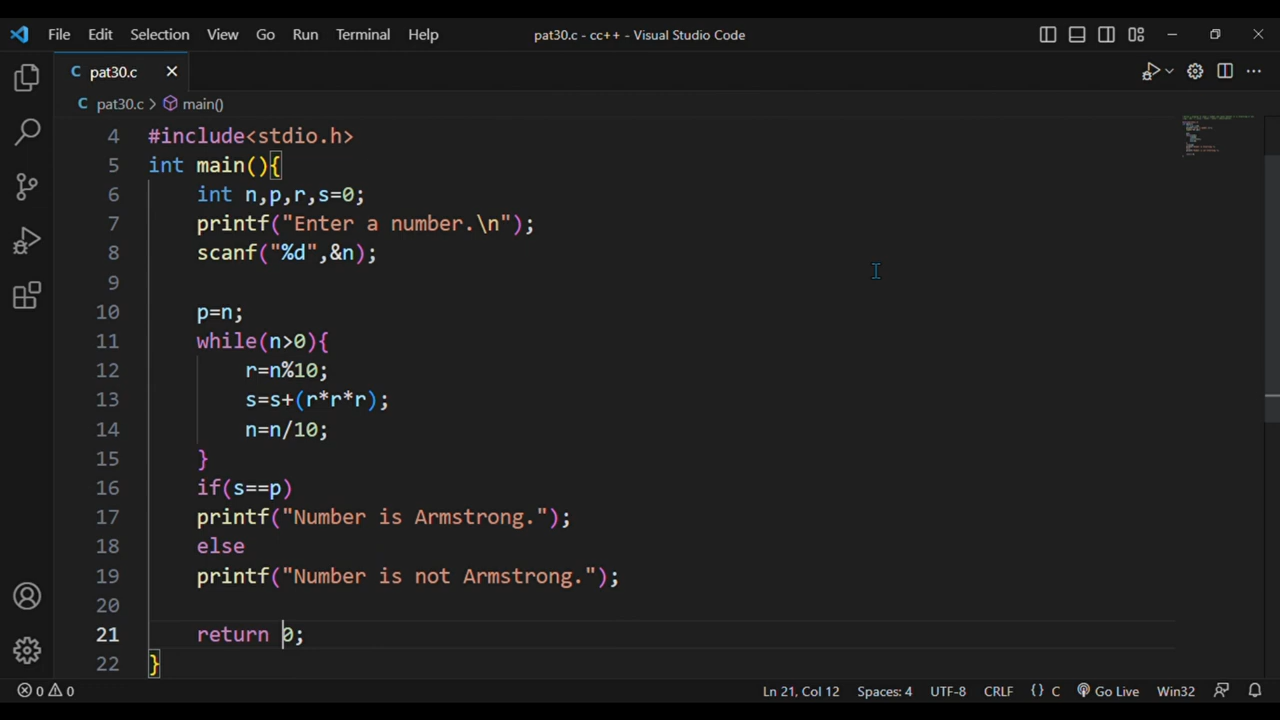 File Edit Selection View Go Run Terminal Help pat30.c - cc++ - Visual Studio Code
C pat30.c
C pat30.c > main()
4 #include<stdio.h>
5 int main(){
6 int n,p,r,s=0;
7 printf("Enter a number.\n");
8 scanf("%d",&n);
9
10 p=n;
11 while(n>0){
12 r=n%10;
13 s=s+(r*r*r);
14 n=n/10;
15 }
16 if(s==p)
17 printf("Number is Armstrong.");
18 else
19 printf("Number is not Armstrong.");
20
21 return 0;
22 }
0 0 Ln 21, Col 12 Spaces: 4 UTF-8 CRLF {} C Go Live Win32